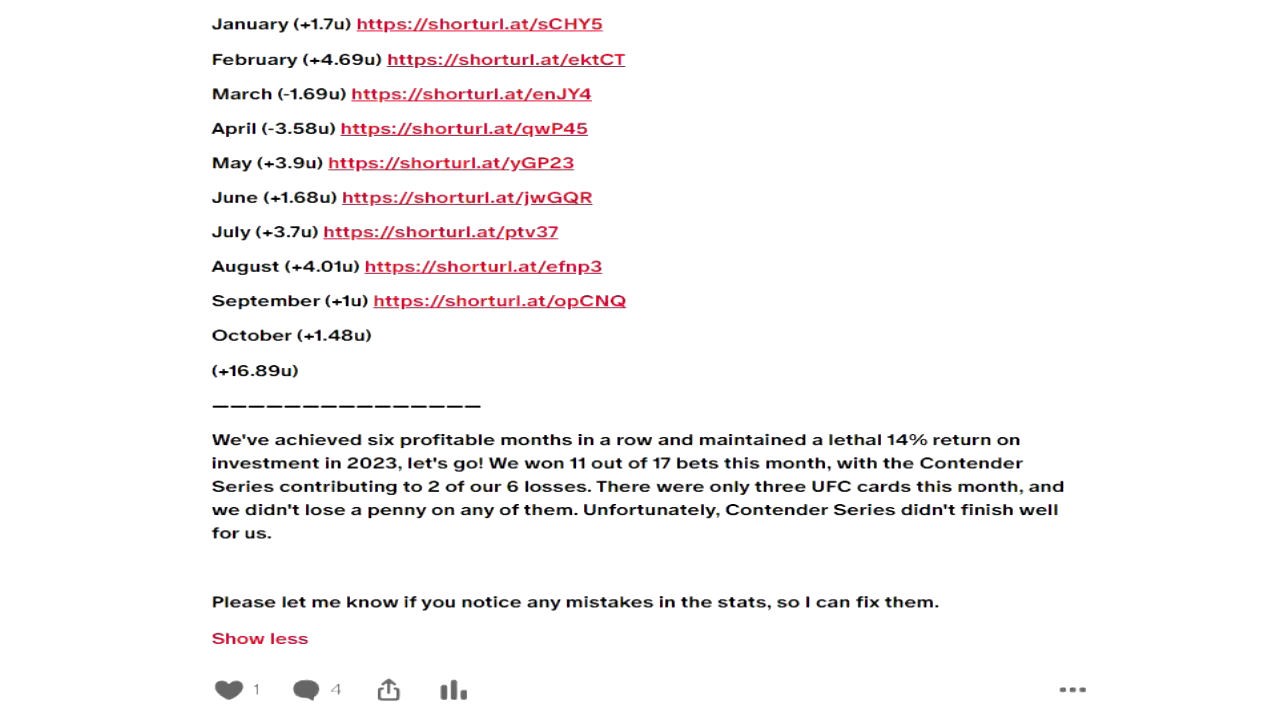 January (+1.7u) https://shorturl.at/sCHY5
February (+4.69u) https://shorturl.at/ektCT
March (-1.69u) https://shorturl.at/enJY4
April (-3.58u) https://shorturl.at/qwP45
May (+3.9u) https://shorturl.at/yGP23
June (+1.68u) https://shorturl.at/jwGQR
July (+3.7u) https://shorturl.at/ptv37
August (+4.01u) https://shorturl.at/efnp3
September (+1u) https://shorturl.at/opCNQ
October (+1.48u)
(+16.89u)
———————————————
We've achieved six profitable months in a row and maintained a lethal 14% return on
investment in 2023, let's go! We won 11 out of 17 bets this month, with the Contender
Series contributing to 2 of our 6 losses. There were only three UFC cards this month, and
we didn't lose a penny on any of them. Unfortunately, Contender Series didn't finish well
for us.
Please let me know if you notice any mistakes in the stats, so I can fix them.
Show less
1 4